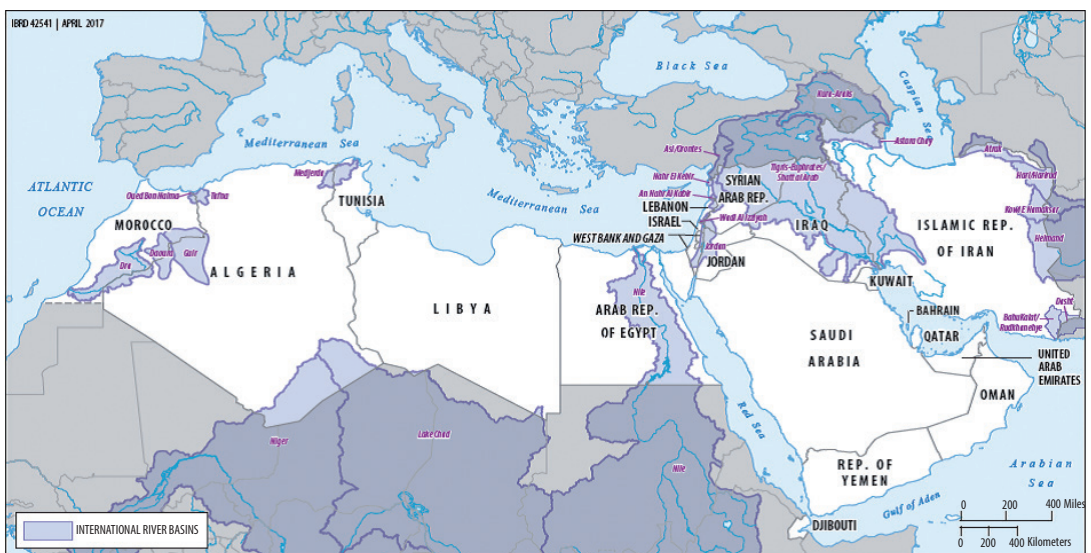 IBRD 42541 | APRIL 2017
Black Sea
Caspian Sea
Kura-Araks
Mediterranean Sea
Astara Chay
Asi/Orontes
Atrak
Medjerda
Tigris-Euphrates/
Shatt al Arab
Nahr El Kebir
Hari/Harirud
ATLANTIC
OCEAN
Oued Bon Naima
Tafna
An Nahr Al Kabir
SYRIAN
ARAB REP.
TUNISIA
Mediterranean Sea
LEBANON
Wadi Al Izziyah
MOROCCO
ISRAEL
IRAQ
ISLAMIC REP.
OF IRAN
WEST BANK AND GAZA
Helmand
Jordan
JORDAN
Dra
Daoura
Guir
ALGERIA
KUWAIT
LIBYA
Nile
ARAB REP.
OF EGYPT
BAHRAIN
Dasht
BahuKalat/
Rudkhanehye
QATAR
SAUDI
ARABIA
UNITED
ARAB
EMIRATES
OMAN
Red Sea
Niger
Lake Chad
Nile
REP. OF
YEMEN
Arabian
Sea
Gulf of Aden
DJIBOUTI
INTERNATIONAL RIVER BASINS
0 200 400 Miles
0 200 400 Kilometers